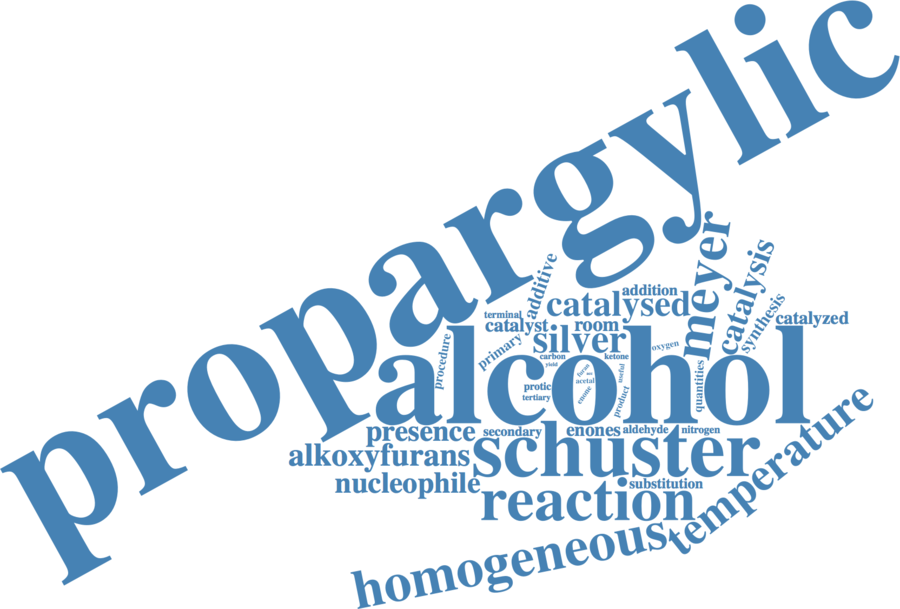 propargylic
alcohol
additive
meyer
catalysis
addition
catalysed
synthesis
terminal
catalyst
room
catalyzed
primary
silver
oxygen
procedure
carbon
ketone
yield
furan
acetal
useful
protic
enone
tertiary
product
quantities
presence
secondary
enones
aldehyde
nitrogen
alkoxyfurans
schuster
nucleophile
substitution
reaction
temperature
homogeneous